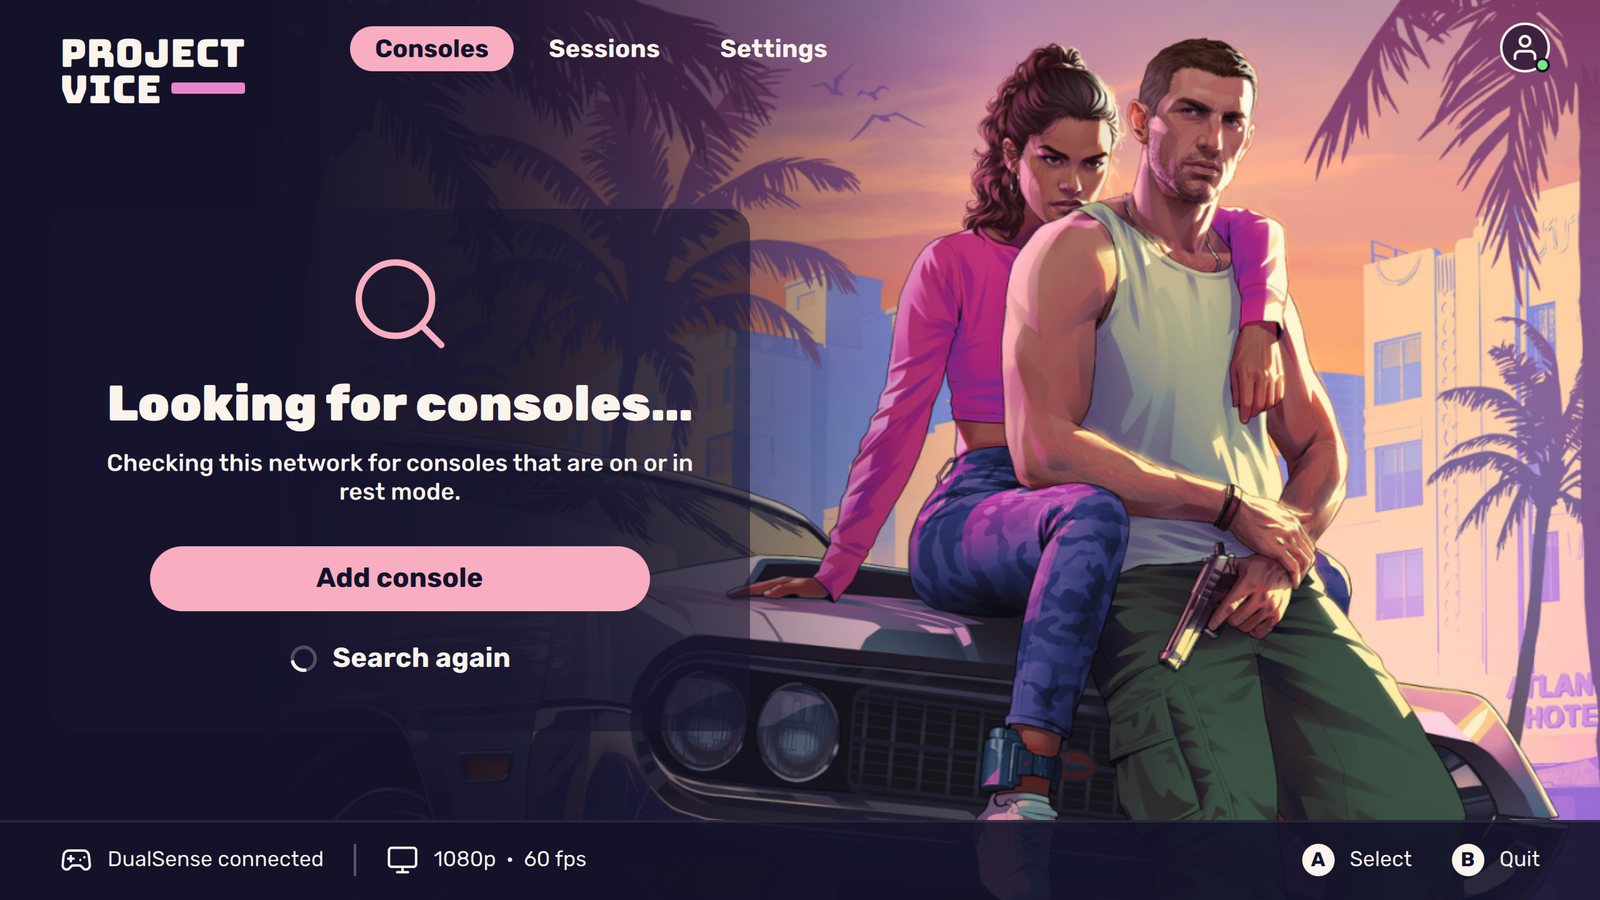 PROJECT
VICE
Consoles
Sessions
Settings
Looking for consoles...
Checking this network for consoles that are on or in
rest mode.
Add console
Search again
HOTE
DualSense connected
1080p • 60 fps
A Select
B Quit